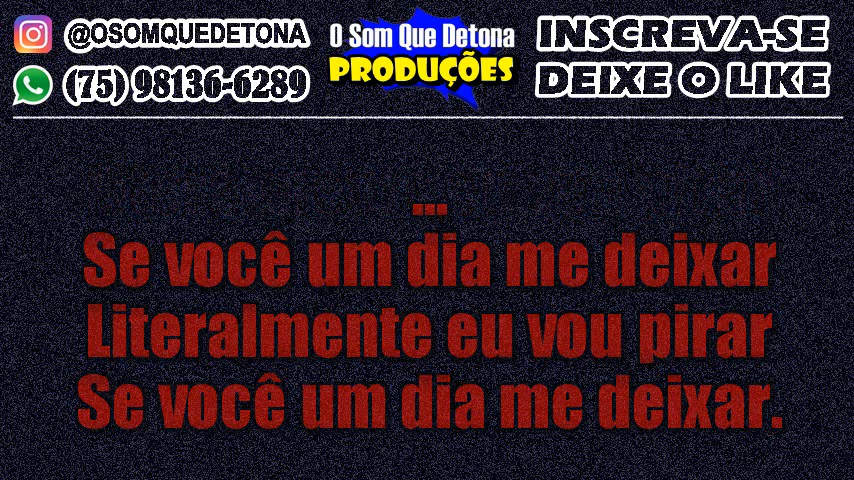 @OSOMQUEDETONA
(75) 98136-6289
O Som Que Detona
PRODUÇÕES
INSCREVA-SE
DEIXE O LIKE
...
Se você um dia me deixar
Literalmente eu vou pirar
Se você um dia me deixar.